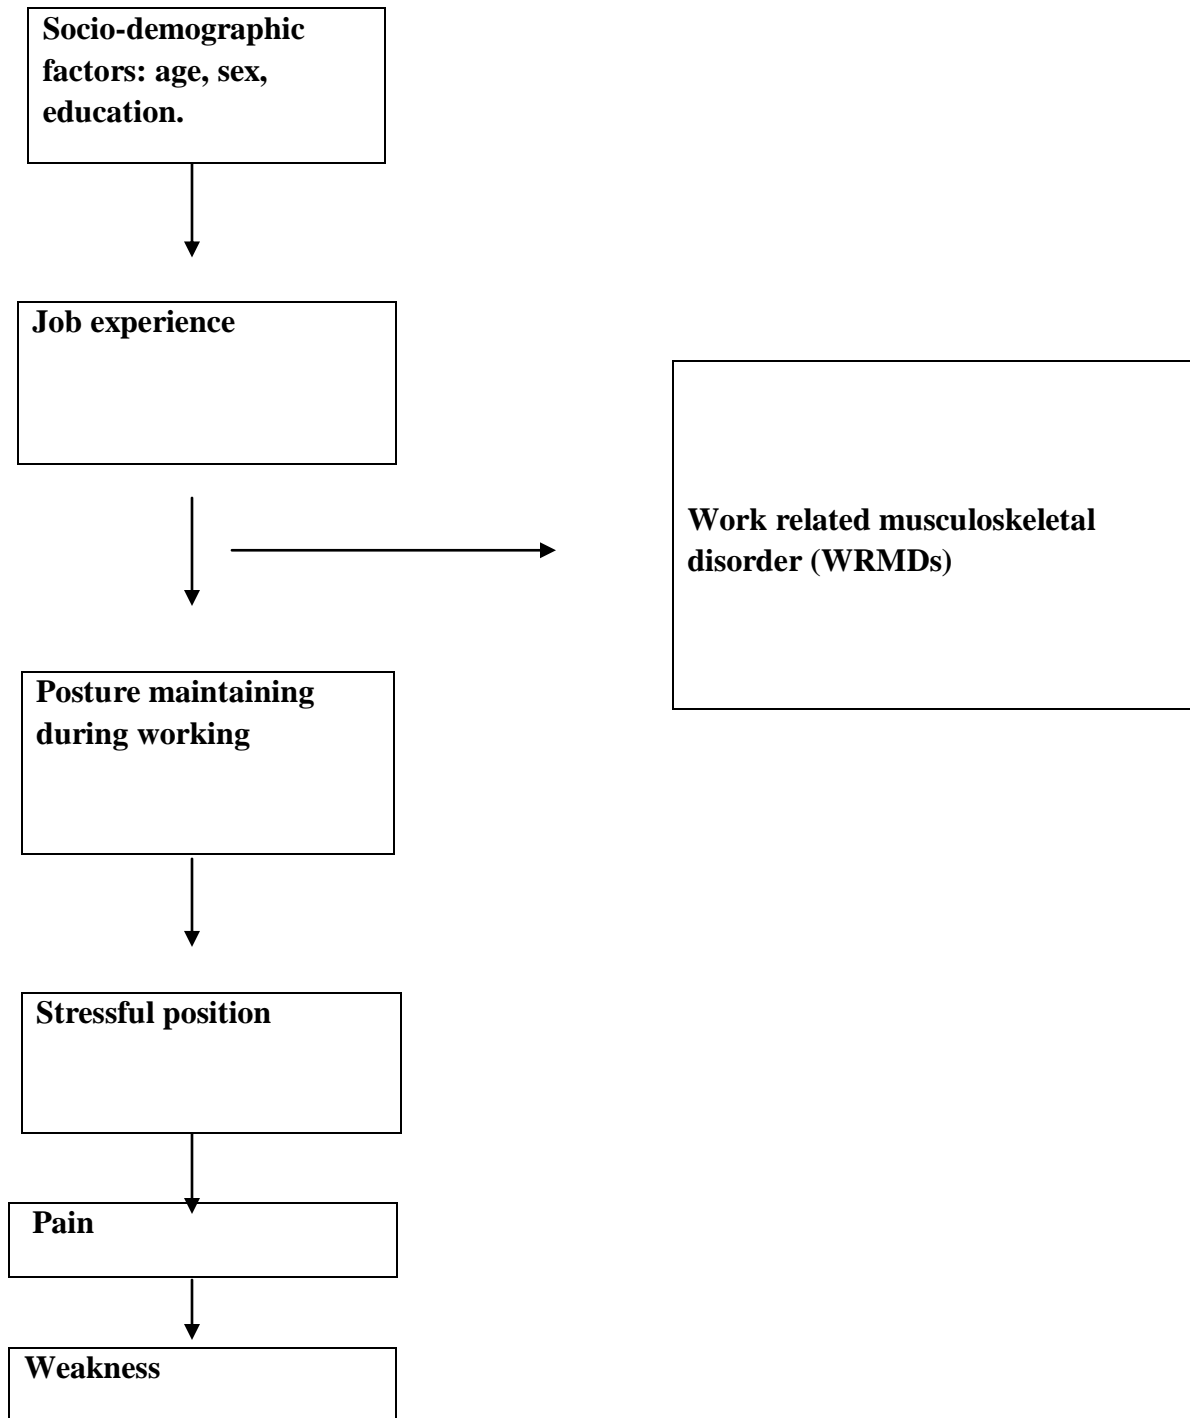 Socio-demographic
factors: age, sex,
education.
Job experience
Work related musculoskeletal
disorder (WRMDs)
Posture maintaining
during working
Stressful position
Pain
Weakness